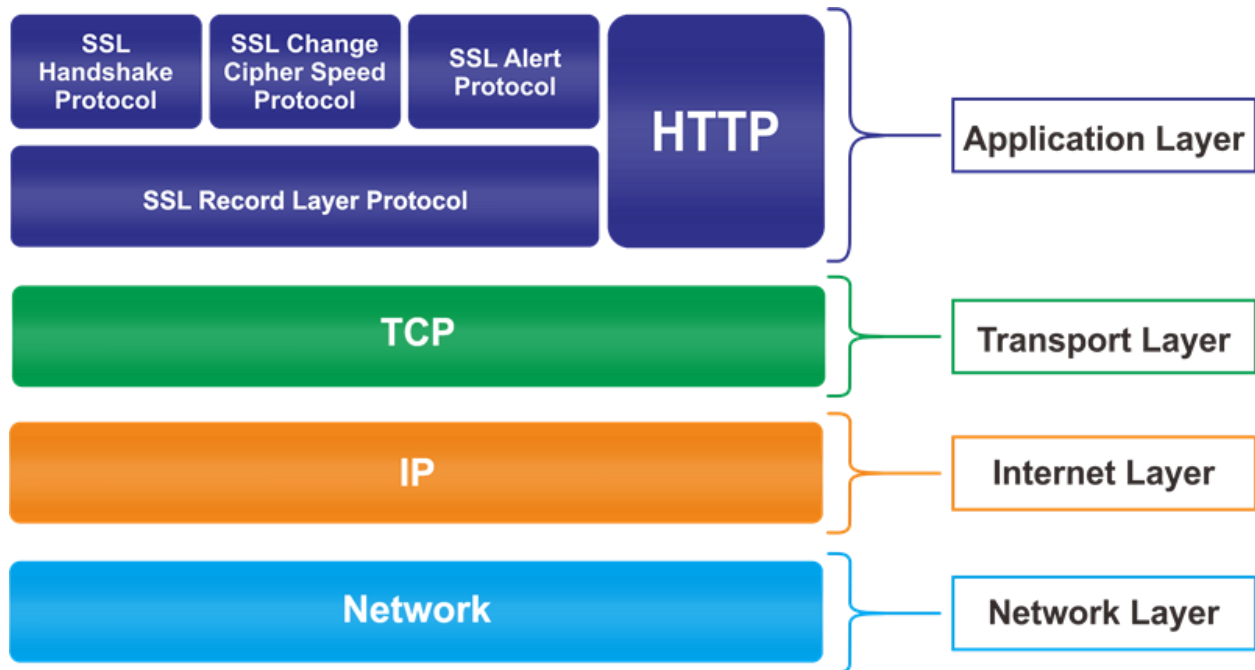 SSL
Handshake
Protocol
SSL Change
Cipher Speed
Protocol
SSL Alert
Protocol
HTTP
Application Layer
SSL Record Layer Protocol
TCP
Transport Layer
IP
Internet Layer
Network
Network Layer